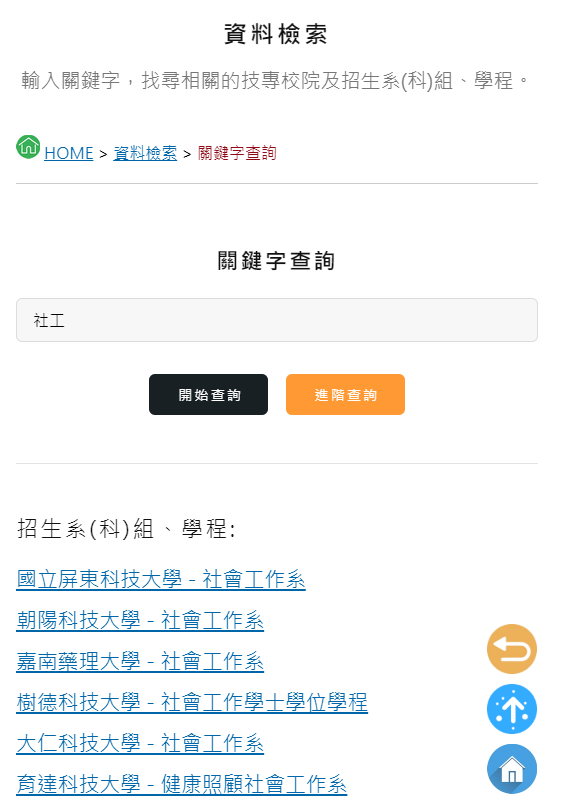 資料檢索
輸入關鍵字，找尋相關的技專校院及招生系(科)組、學程。
HOME > 資料檢索 > 關鍵字查詢
關鍵字查詢
社工
開始查詢 進階查詢
招生系(科)組、學程:
國立屏東科技大學 - 社會工作系
朝陽科技大學 - 社會工作系
嘉南藥理大學 - 社會工作系
樹德科技大學 - 社會工作學士學位學程
大仁科技大學 - 社會工作系
育達科技大學 - 健康照顧社會工作系